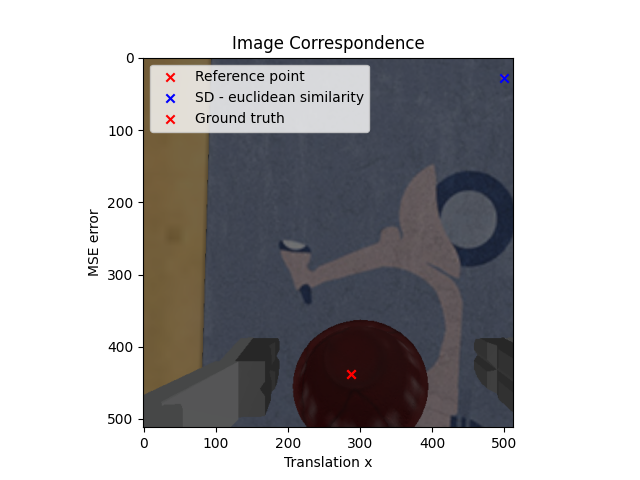 Image Correspondence
Reference point
SD - euclidean similarity
Ground truth
MSE error
0
100
200
300
400
500
0
100
200
300
400
500
Translation x